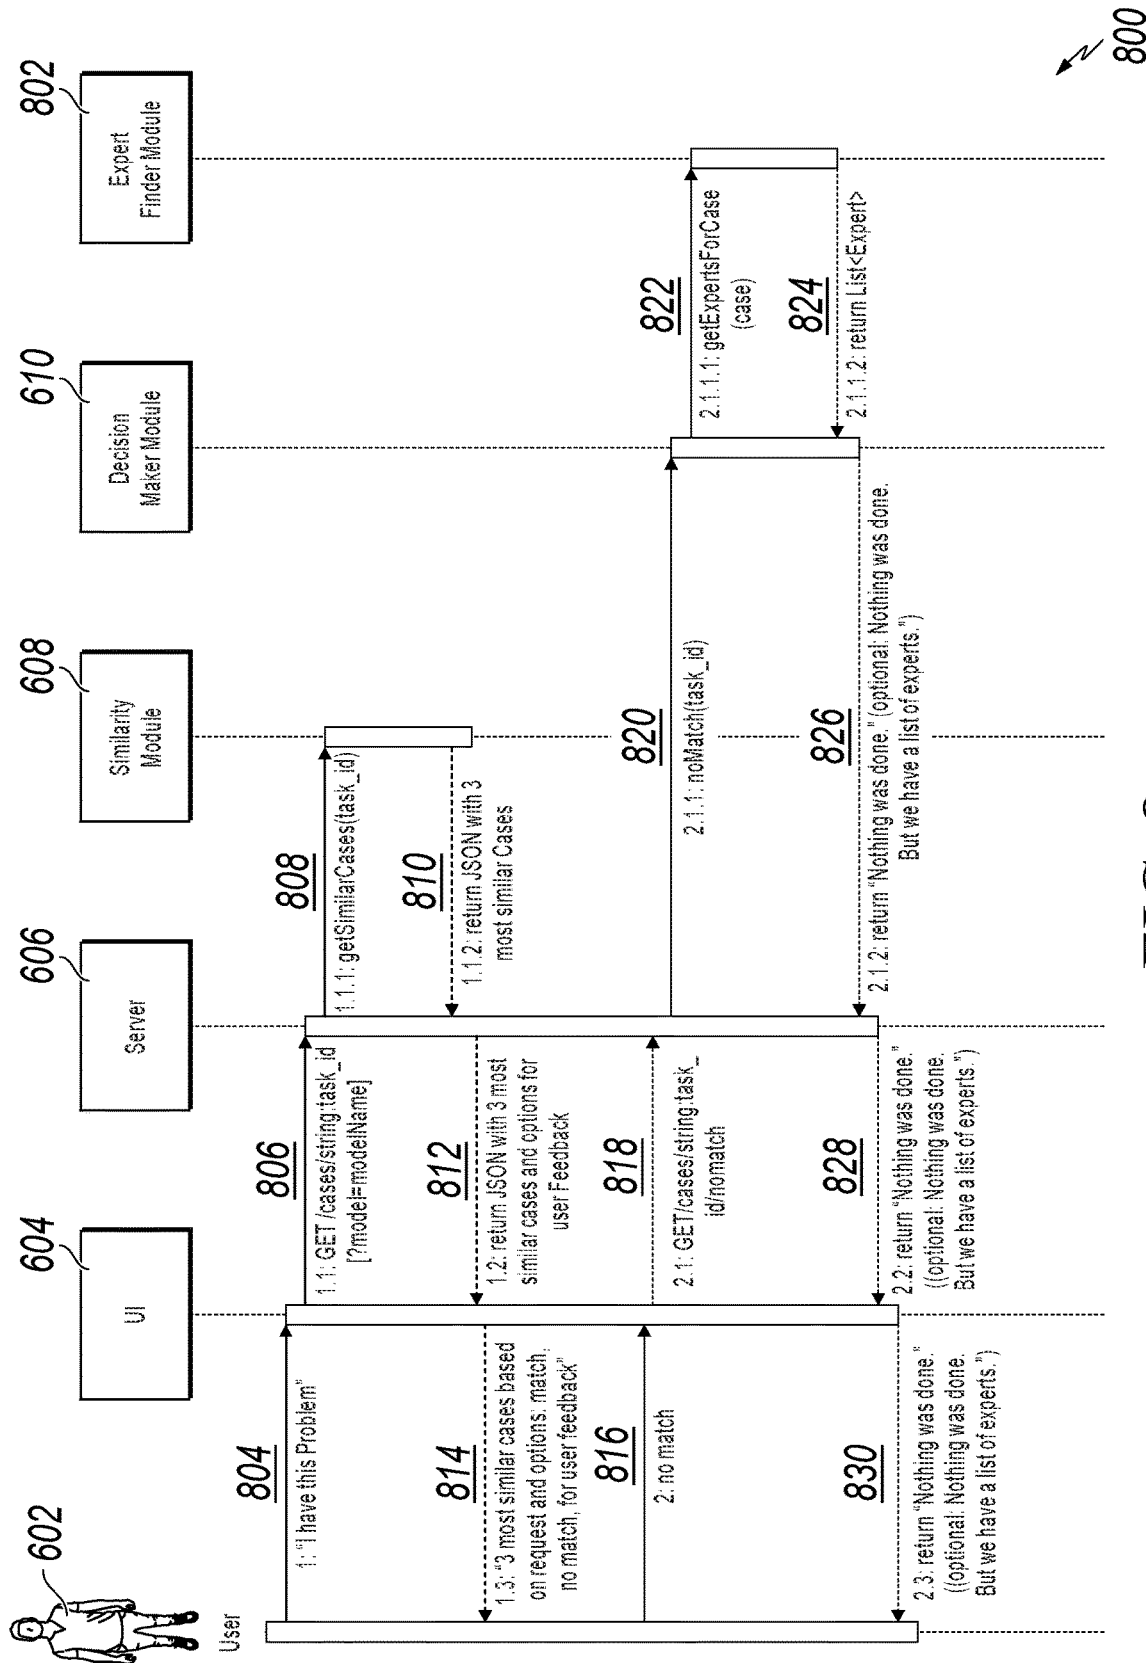 602
User
604
UI
606
Server
608
Similarity
Module
610
Decision
Maker Module
802
Expert
Finder Module
804
1: "I have this Problem"
806
1.1: GET /cases/string:task_id
[?model=modelName]
808
1.1.1: getSimilarCases(task_id)
810
1.1.2: return JSON with 3
most similar Cases
812
1.2: return JSON with 3 most
similar cases and options for
user Feedback
814
1.3: "3 most similar cases based
on request and options: match,
no match, for user feedback"
816
2: no match
818
2.1: GET/cases/string:task_
id/nomatch
820
2.1.1: noMatch(task_id)
822
2.1.1.1: getExpertsForCase
(case)
824
2.1.1.2: return List<Expert>
826
2.1.2: return "Nothing was done." (optional: Nothing was done.
But we have a list of experts.")
828
2.2: return "Nothing was done."
((optional: Nothing was done.
But we have a list of experts.")
830
2.3: return "Nothing was done."
((optional: Nothing was done.
But we have a list of experts.")
800